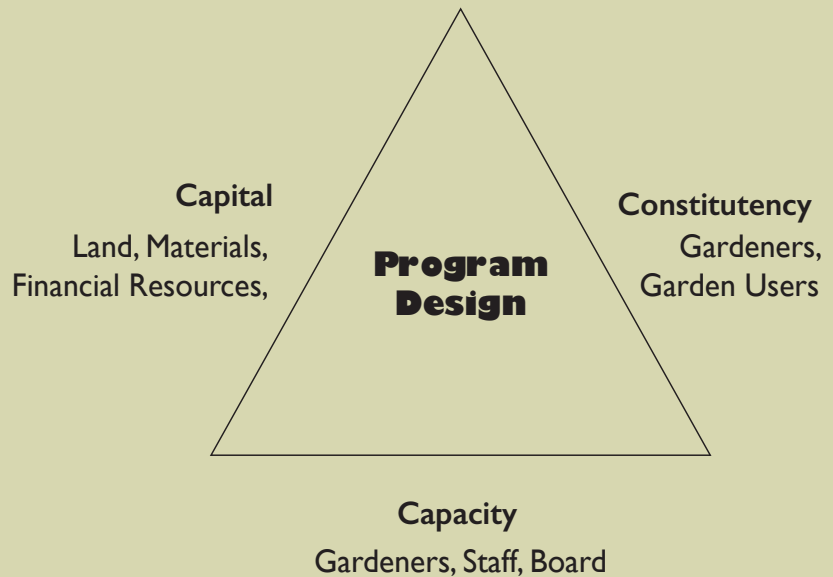 Capital
Land, Materials,
Financial Resources,
Constitutency
Gardeners,
Garden Users
Program
Design
Capacity
Gardeners, Staff, Board